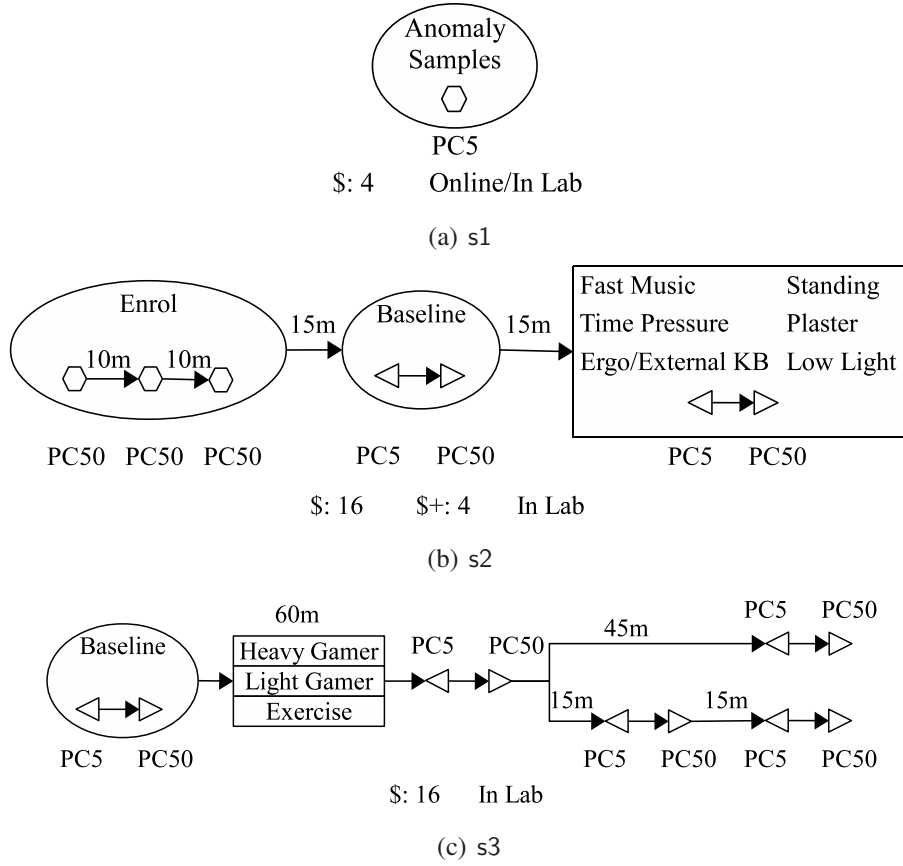 Anomaly
Samples
PC5
$: 4 Online/In Lab
(a) s1
Enrol
10m 10m
15m
Baseline
15m
Fast Music Standing
Time Pressure Plaster
Ergo/External KB Low Light
PC50 PC50 PC50
PC5 PC50
PC5 PC50
$: 16 $+: 4 In Lab
(b) s2
Baseline
PC5 PC50
60m
Heavy Gamer
Light Gamer
Exercise
PC5 PC50
45m
PC5 PC50
15m
15m
PC5 PC50 PC5 PC50
$: 16 In Lab
(c) s3